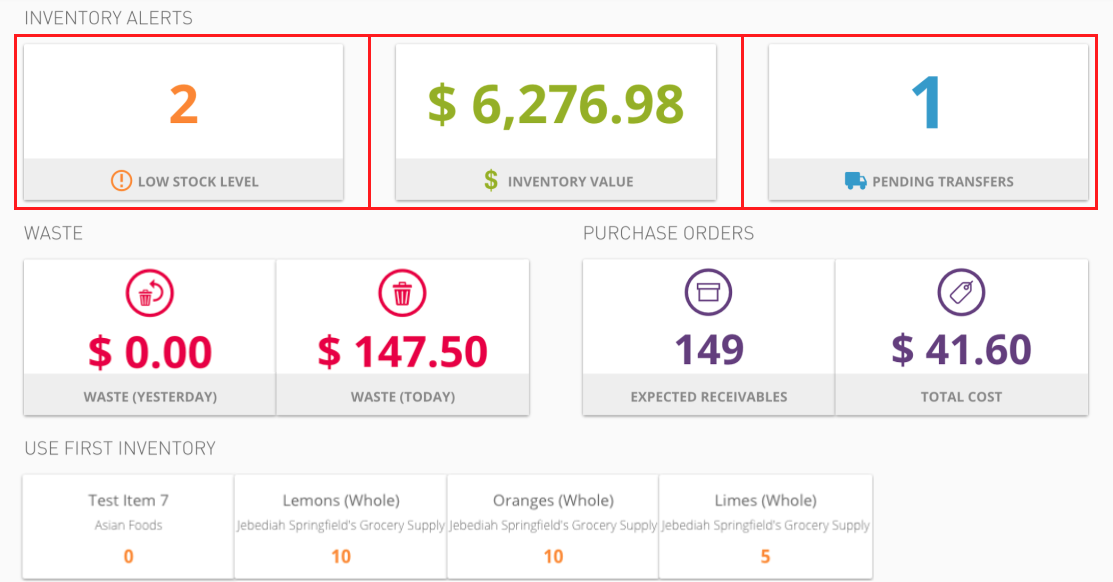 INVENTORY ALERTS
2
LOW STOCK LEVEL
$ 6,276.98
$ INVENTORY VALUE
1
PENDING TRANSFERS
WASTE
$ 0.00
WASTE (YESTERDAY)
$ 147.50
WASTE (TODAY)
PURCHASE ORDERS
149
EXPECTED RECEIVABLES
$ 41.60
TOTAL COST
USE FIRST INVENTORY
Test Item 7
Asian Foods
0
Lemons (Whole)
Jebediah Springfield's Grocery Supply
10
Oranges (Whole)
Jebediah Springfield's Grocery Supply
10
Limes (Whole)
Jebediah Springfield's Grocery Supply
5